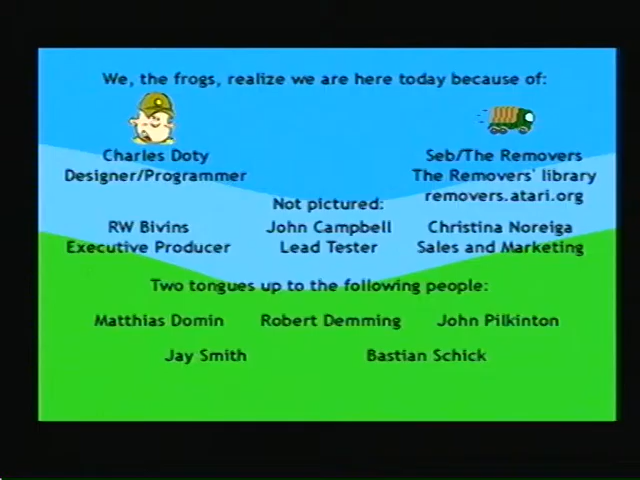 We, the frogs, realize we are here today because of:
Charles Doty
Designer/Programmer
Seb/The Removers
The Removers' library
removers.atari.org
Not pictured:
RW Bivins
Executive Producer
John Campbell
Lead Tester
Christina Noreiga
Sales and Marketing
Two tongues up to the following people:
Matthias Domin Robert Demming John Pilkinton
Jay Smith Bastian Schick